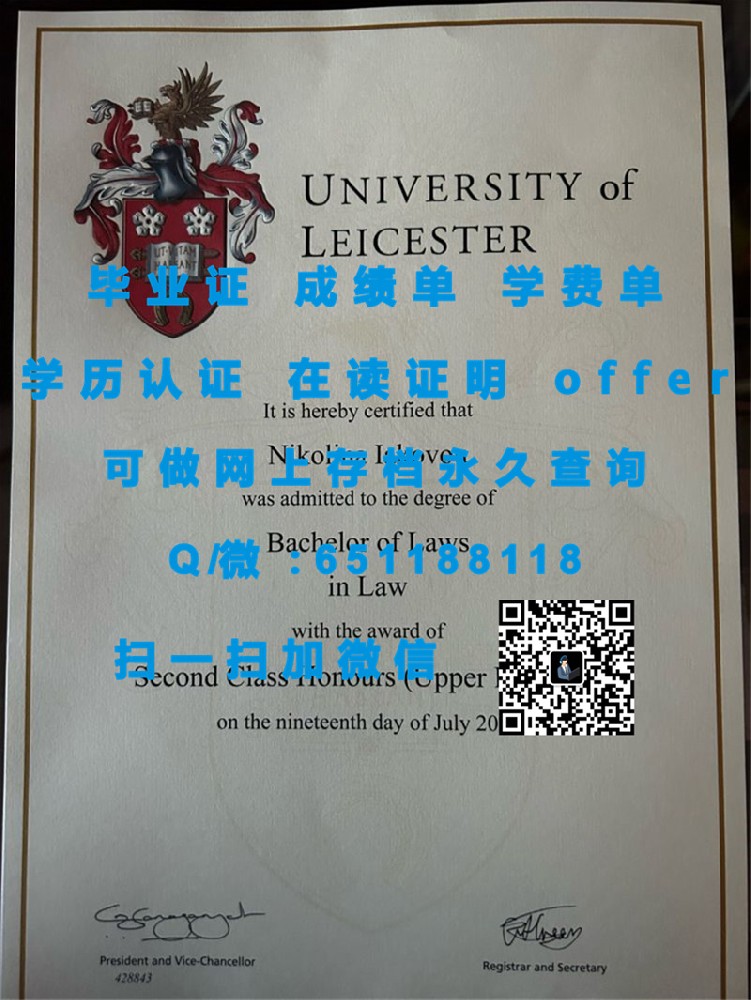 UNIVERSITY of
LEICESTER
UT VITAM
HABEANT
毕业证 成绩单 学费单
学历认证 在读证明 offer
It is hereby certified that
可做网上存档永久查询
was admitted to the degree of
Bachelor of Laws
Q/微:651188118
in Law
with the award of
扫一扫加微信
Second Class Honours (Upper
on the nineteenth day of July 20
President and Vice-Chancellor
428843
Registrar and Secretary